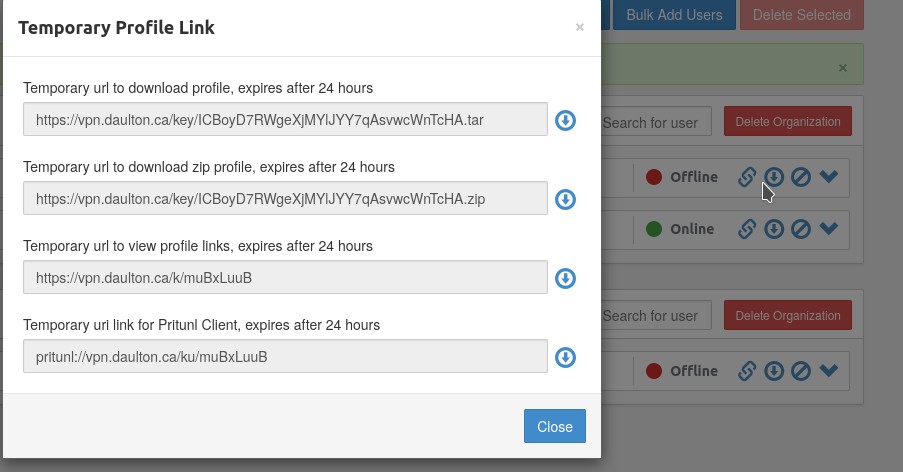 Temporary Profile Link
×
Bulk Add Users
Delete Selected
×
Temporary url to download profile, expires after 24 hours
https://vpn.daulton.ca/key/ICBoyD7RWgeXjMYlJYY7qAsvwcWnTcHA.tar
Search for user
Delete Organization
Temporary url to download zip profile, expires after 24 hours
https://vpn.daulton.ca/key/ICBoyD7RWgeXjMYlJYY7qAsvwcWnTcHA.zip
Offline
Online
Temporary url to view profile links, expires after 24 hours
https://vpn.daulton.ca/k/muBxLuuB
Search for user
Delete Organization
Temporary uri link for Pritunl Client, expires after 24 hours
pritunl://vpn.daulton.ca/ku/muBxLuuB
Offline
Close